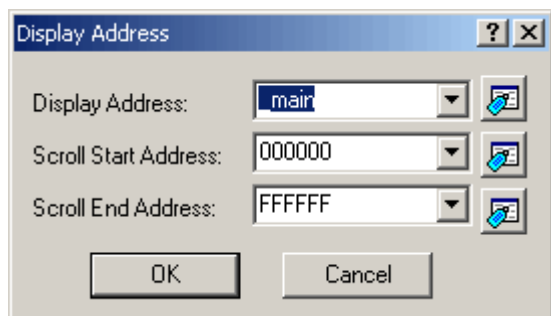 Display Address
Display Address: _main
Scroll Start Address: 000000
Scroll End Address: FFFFFF
OK Cancel